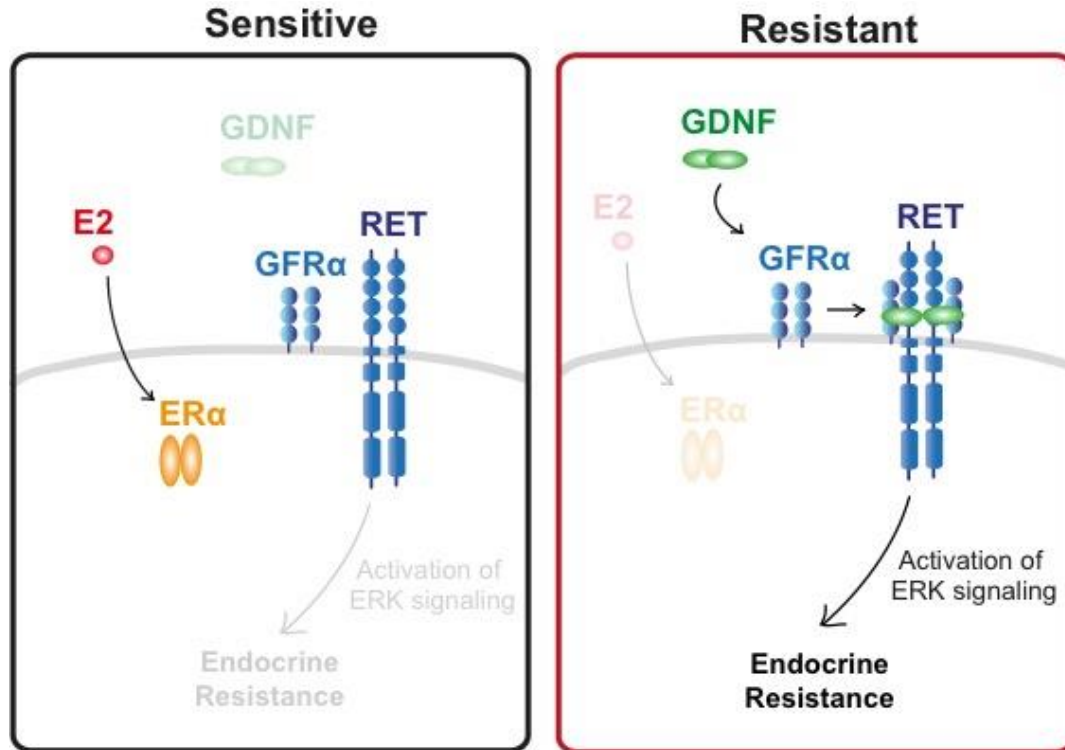 Sensitive
GDNF
E2
RET
GFRα
ERα
Activation of
ERK signaling
Endocrine
Resistance
Resistant
GDNF
E2
RET
GFRα
ERα
Activation of
ERK signaling
Endocrine
Resistance